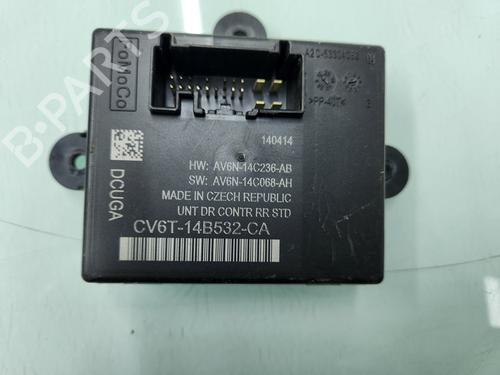 FoMoCo
B-PARTS
140414
HW: AV6N-14C236-AB
SW: AV6N-14C068-AH
MADE IN CZECH REPUBLIC
UNT DR CONTR RR STD
DCUGA
CV6T-14B532-CA